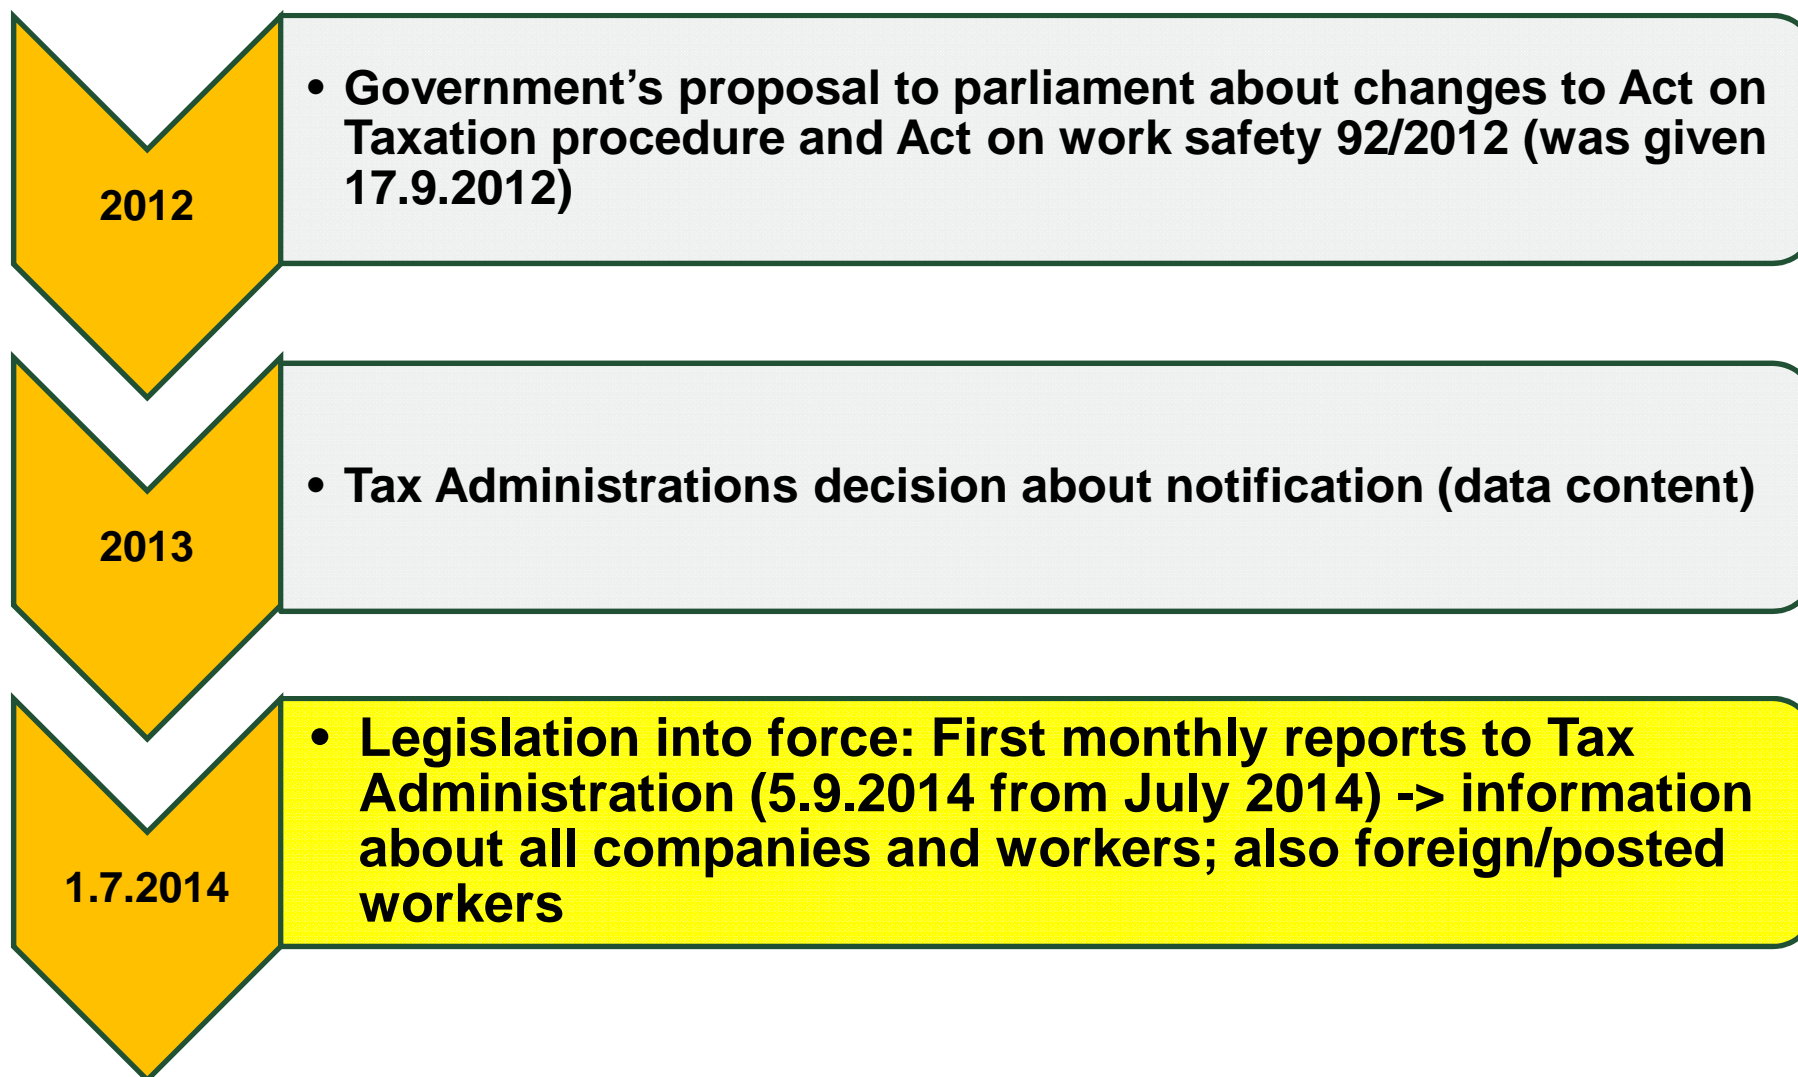 2012
• Government’s proposal to parliament about changes to Act on
Taxation procedure and Act on work safety 92/2012 (was given
17.9.2012)
2013
• Tax Administrations decision about notification (data content)
1.7.2014
• Legislation into force: First monthly reports to Tax
Administration (5.9.2014 from July 2014) -> information
about all companies and workers; also foreign/posted
workers